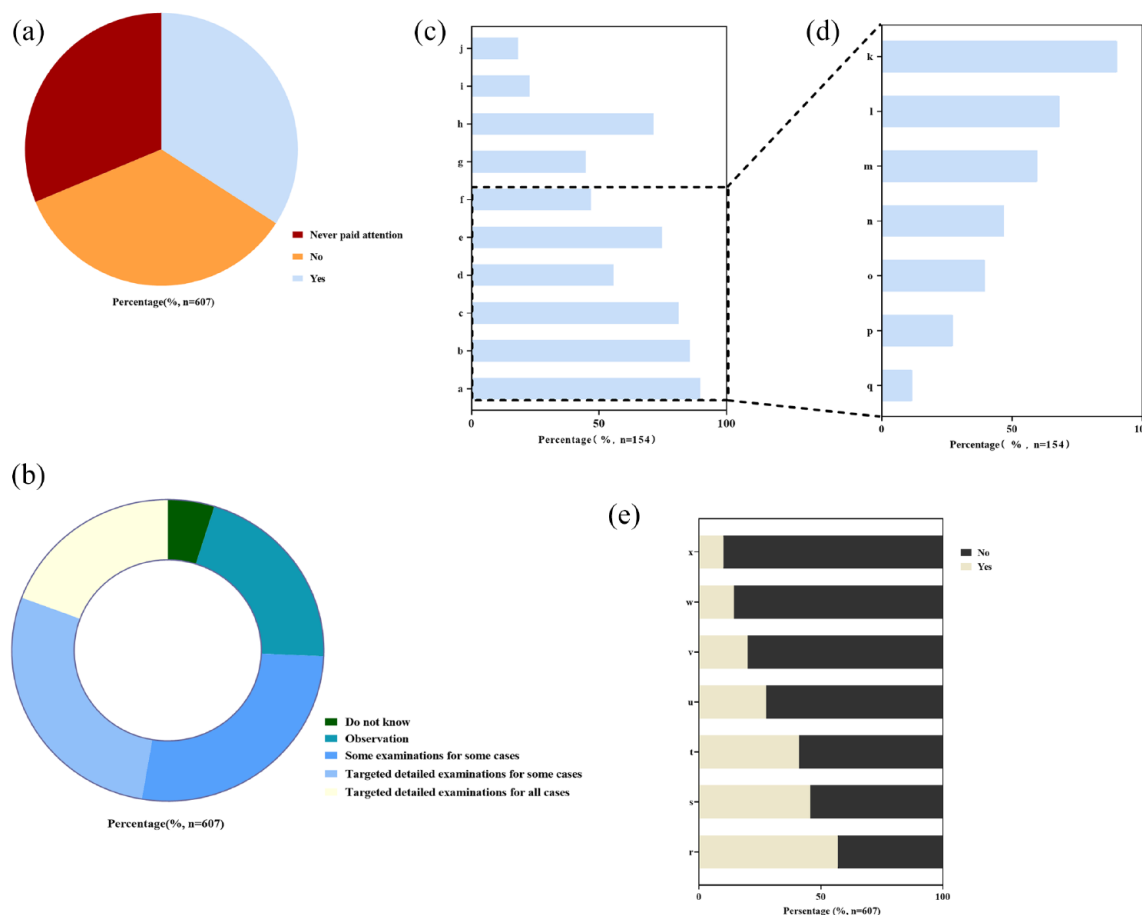 (a)
Never paid attention
No
Yes
Percentage(%, n=607)
(c)
j
i
h
g
f
e
d
c
b
a
0
50
100
Percentage( %, n=154)
(d)
k
l
m
n
o
p
q
0
50
10
Percentage( %, n=154)
(b)
Do not know
Observation
Some examinations for some cases
Targeted detailed examinations for some cases
Targeted detailed examinations for all cases
Percentage(%, n=607)
(e)
x
w
v
u
t
s
r
No
Yes
0
50
100
Persentage (%, n=607)